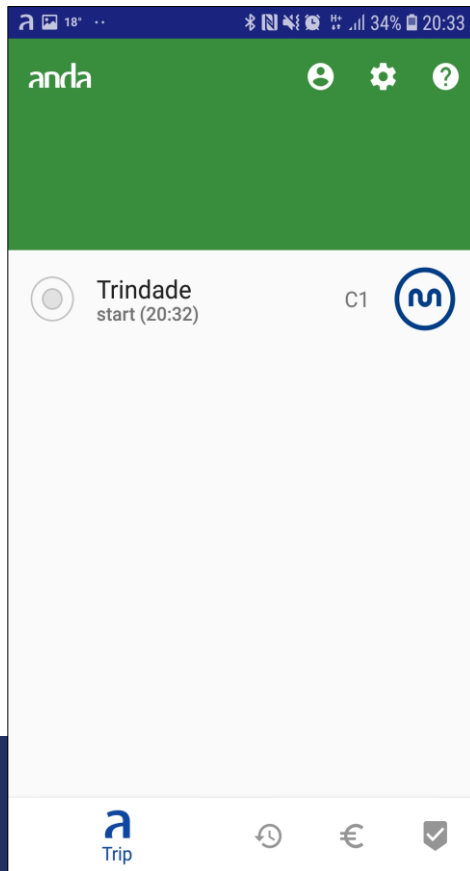 a 18° 34% 20:33
anda
Trindade
start (20:32)
C1
a
Trip
€